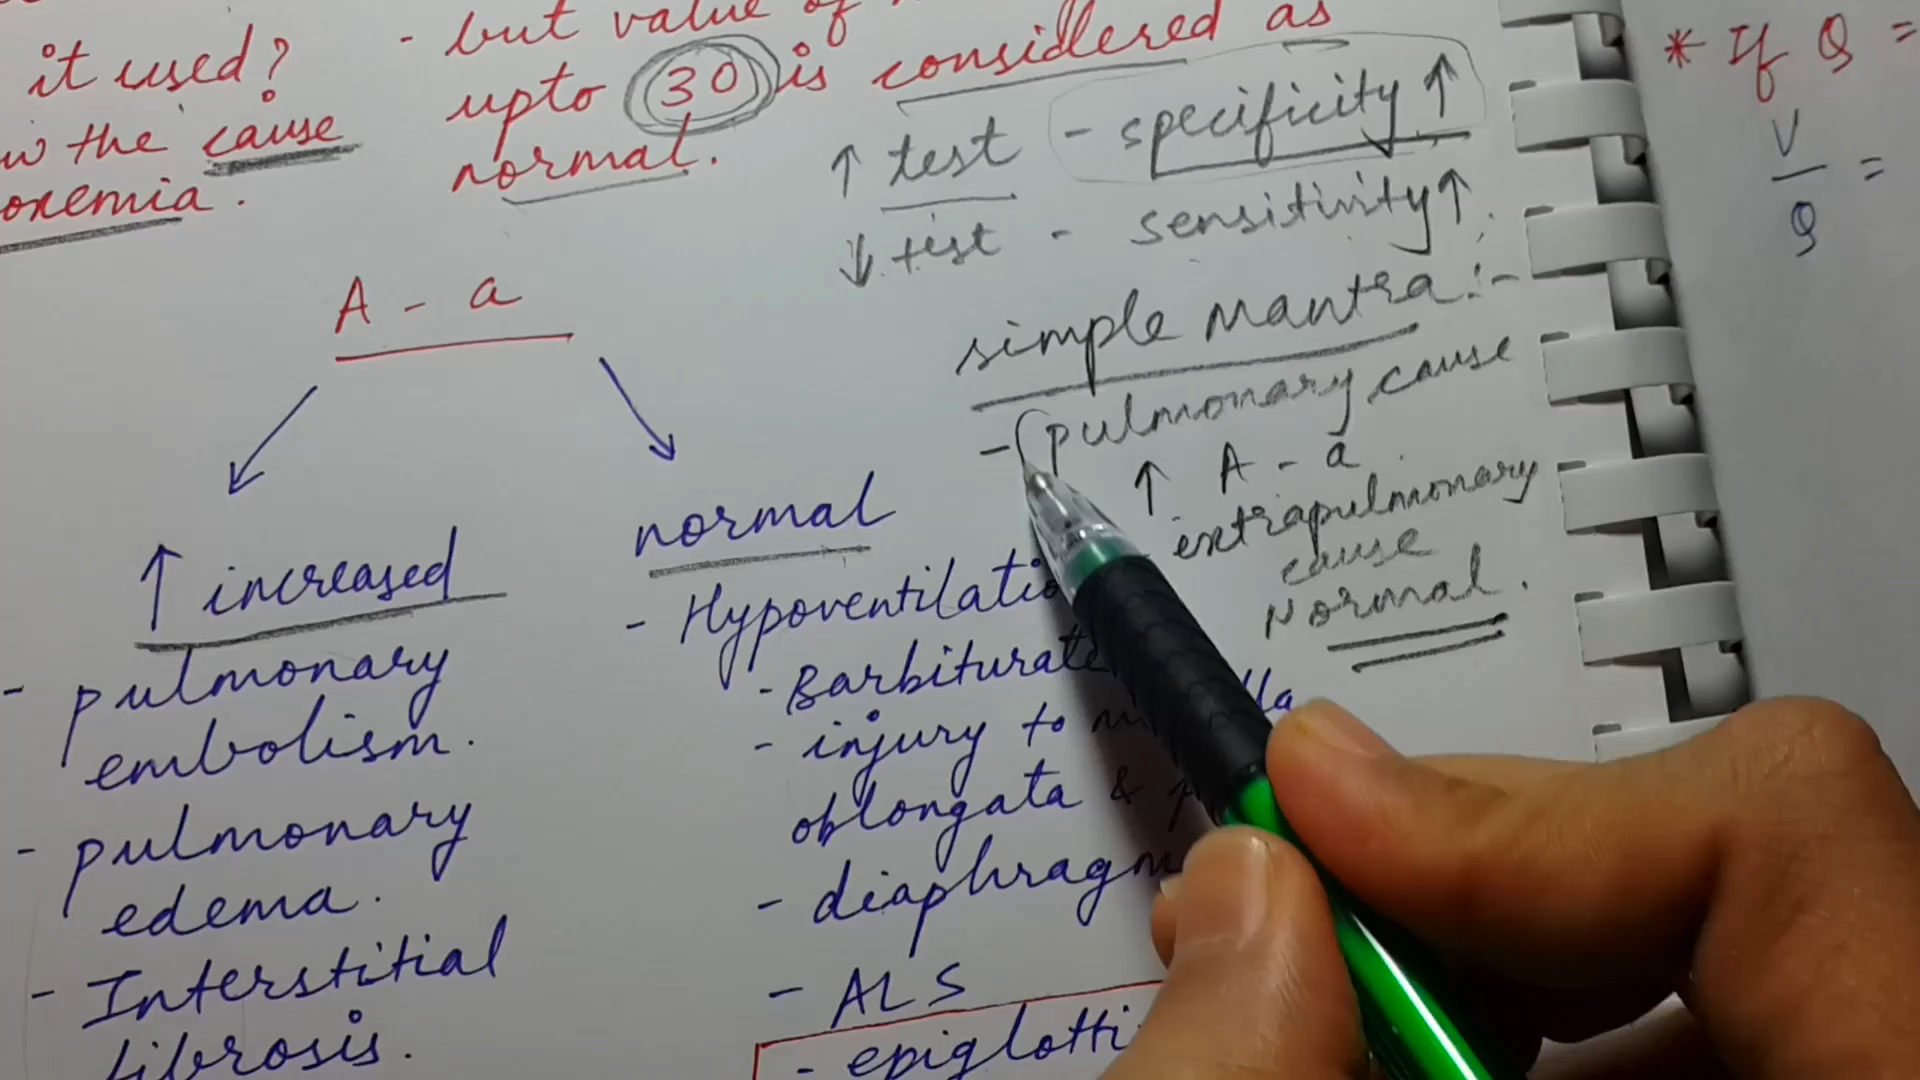 it used?
the cause
- but value of
upto 30 is considered as
normal.
↑ test - specificity ↑
↓ test - sensitivity ↑
A - a
↑ increased
- pulmonary
embolism.
- pulmonary
edema.
- Interstitial
fibrosis.
normal
- Hypoventilatio
- Barbiturate
- injury to
oblongata &
- diaphragm
- ALS
- epiglotti
simple mantra :-
- pulmonary cause
↑ A - a
- extrapulmonary
cause
Normal.
* If Q =
V
— =
Q